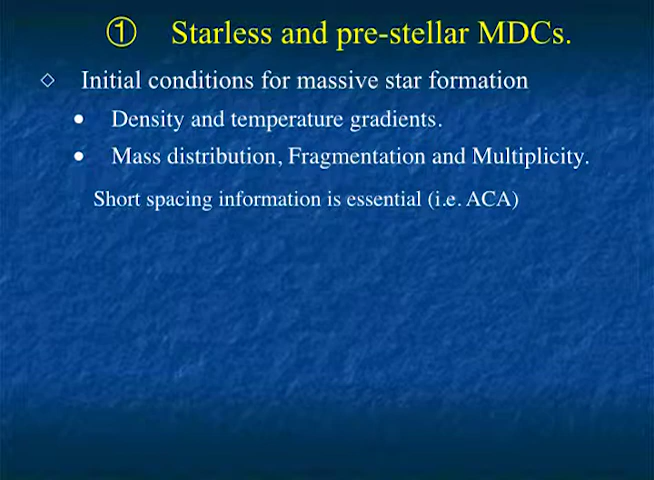 ① Starless and pre-stellar MDCs.
◇ Initial conditions for massive star formation
• Density and temperature gradients.
• Mass distribution, Fragmentation and Multiplicity.
Short spacing information is essential (i.e. ACA)